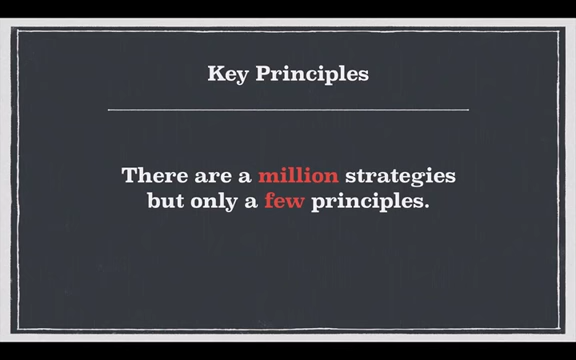 Key Principles
There are a million strategies
but only a few principles.